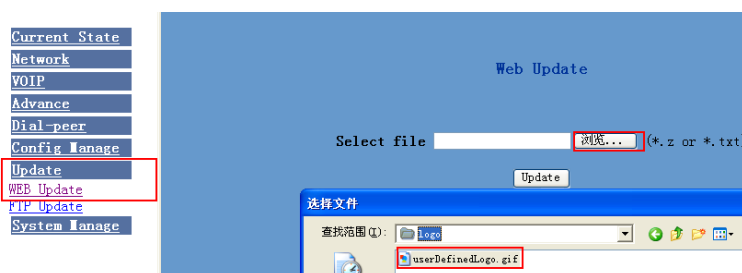 Current State
Network
VOIP
Advance
Dial-peer
Config Manage
Update
WEB Update
FTP Update
System Manage
Web Update
Select file 浏览... (*.z or *.txt
Update
选择文件
查找范围(I): logo
userDefinedLogo.gif